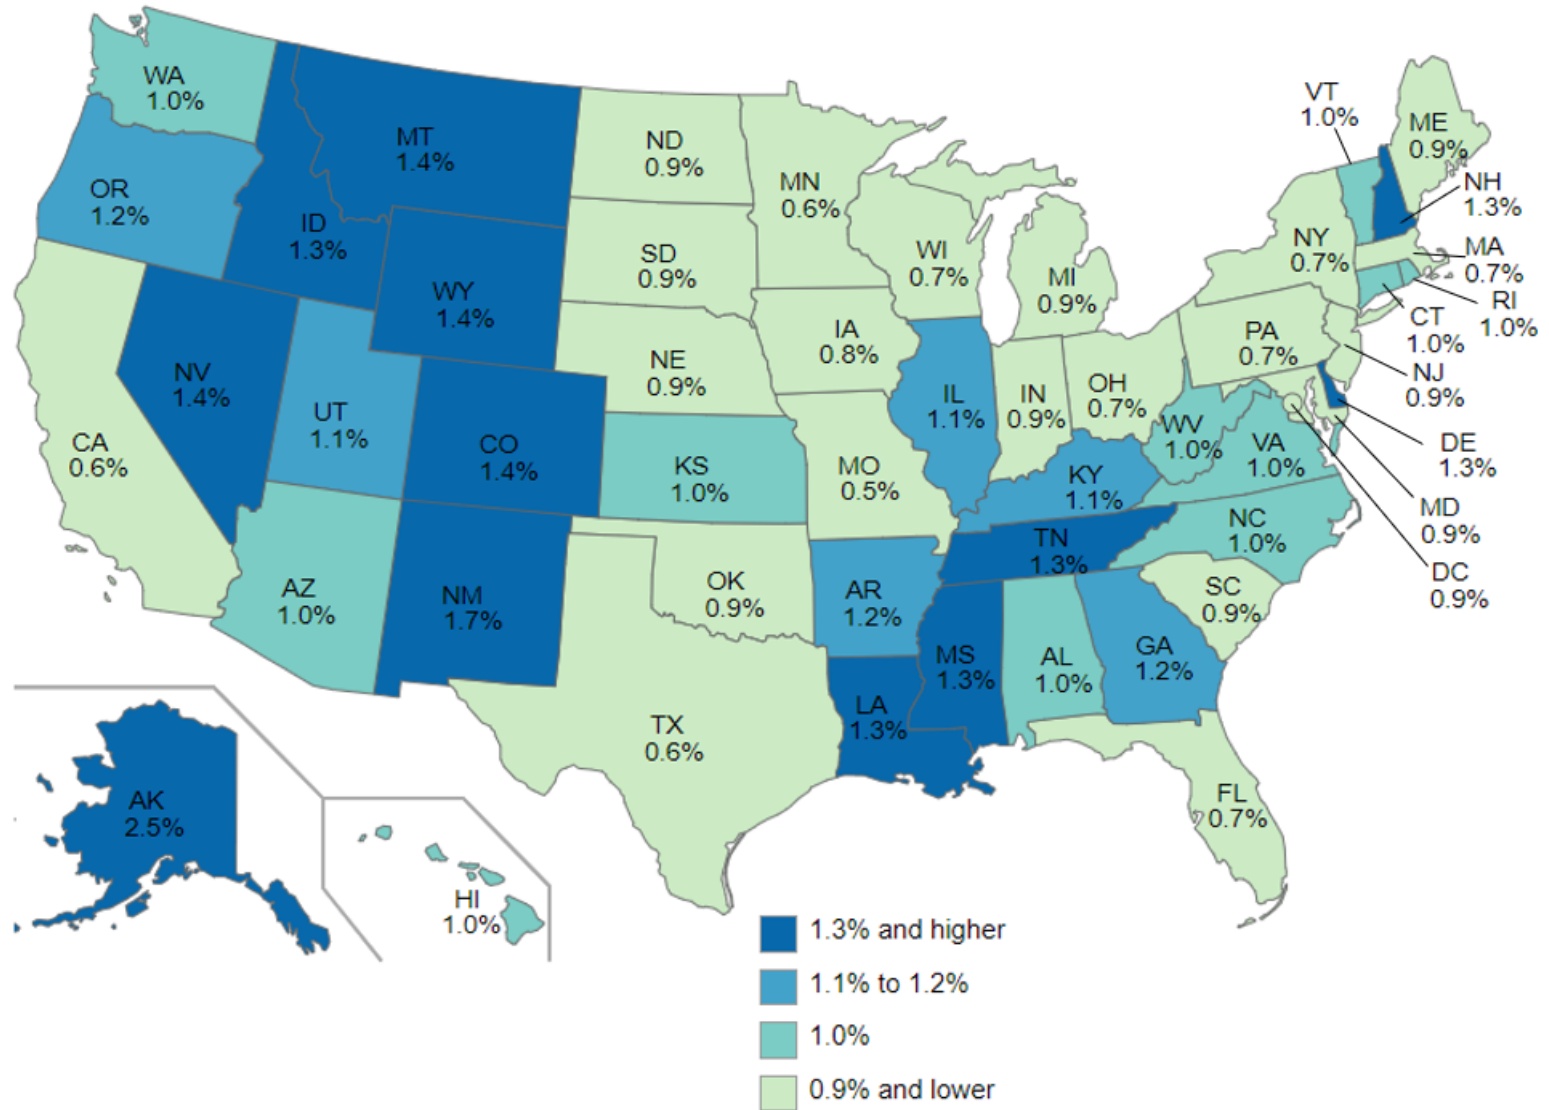 WA
1.0%
OR
1.2%
CA
0.6%
NV
1.4%
ID
1.3%
MT
1.4%
WY
1.4%
UT
1.1%
CO
1.4%
AZ
1.0%
NM
1.7%
ND
0.9%
SD
0.9%
NE
0.9%
KS
1.0%
OK
0.9%
TX
0.6%
MN
0.6%
IA
0.8%
MO
0.5%
AR
1.2%
LA
1.3%
WI
0.7%
IL
1.1%
MI
0.9%
IN
0.9%
OH
0.7%
KY
1.1%
TN
1.3%
MS
1.3%
AL
1.0%
GA
1.2%
FL
0.7%
SC
0.9%
NC
1.0%
VA
1.0%
WV
1.0%
PA
0.7%
NY
0.7%
VT
1.0%
ME
0.9%
NH
1.3%
MA
0.7%
RI
1.0%
CT
1.0%
NJ
0.9%
DE
1.3%
MD
0.9%
DC
0.9%
AK
2.5%
HI
1.0%
1.3% and higher
1.1% to 1.2%
1.0%
0.9% and lower